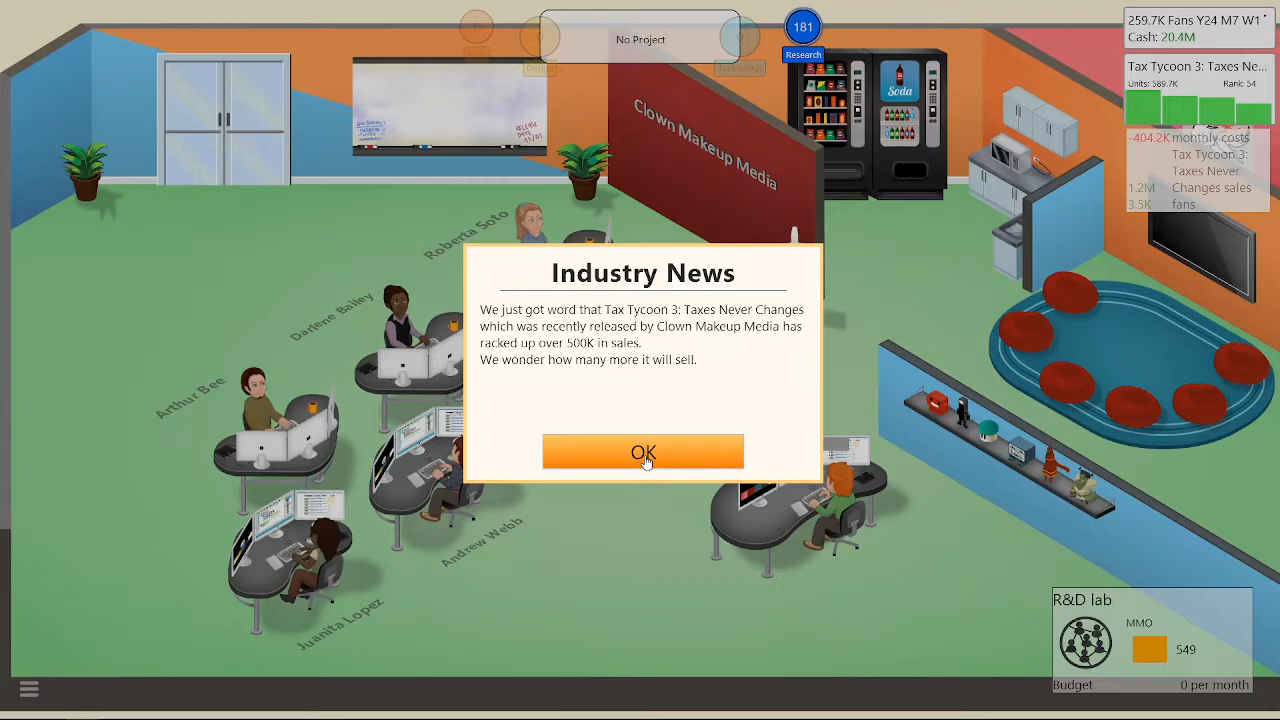 No Project
181
Research
Design
Technology
259.7K Fans Y24 M7 W1
Cash: 20.4M
Tax Tycoon 3: Taxes Ne...
Units: 589.7K Rank: 54
-404.2K monthly costs
Tax Tycoon 3:
Taxes Never
1.2M Changes sales
3.5K fans
Soda
Clown Makeup Media
RELEASE
DATE
Roberta Soto
Darlene Bailey
Arthur Bee
Andrew Webb
Juanita Lopez
Industry News
We just got word that Tax Tycoon 3: Taxes Never Changes
which was recently released by Clown Makeup Media has
racked up over 500K in sales.
We wonder how many more it will sell.
OK
R&D lab
MMO
549
Budget 0 per month